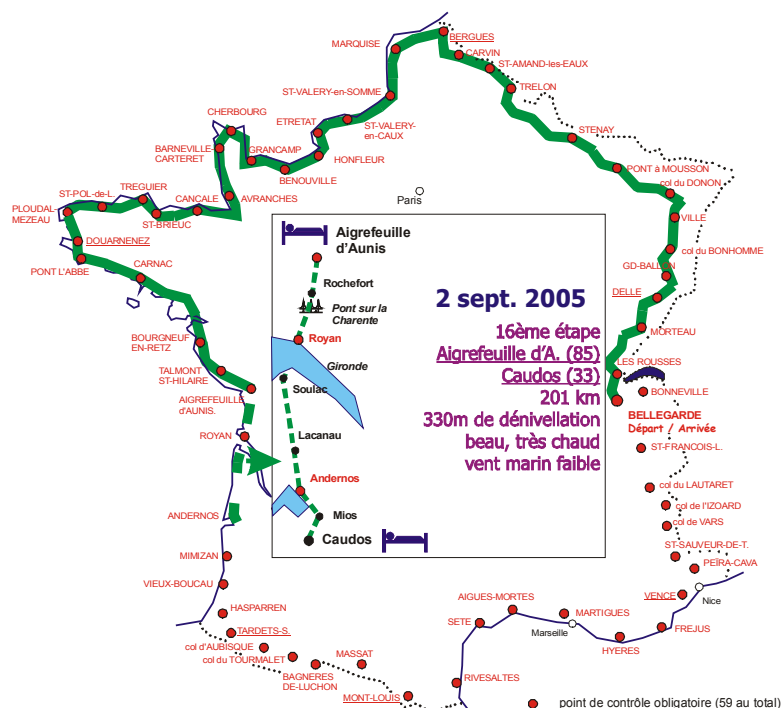 BERGUES
MARQUISE
CARVIN
ST-AMAND-les-EAUX
ST-VALERY-en-SOMME
TRELON
CHERBOURG
ETRETAT
ST-VALERY-
en-CAUX
STENAY
BARNEVILLE-
CARTERET
GRANCAMP
HONFLEUR
BENOUVILLE
PONT à MOUSSON
col du DONON
ST-POL-de-L.
TREGUIER
CANCALE
AVRANCHES
Paris
PLOUDAL-
MEZEAU
ST-BRIEUC
VILLE
DOUARNENEZ
PONT L'ABBE
CARNAC
col du BONHOMME
GD-BALLON
DELLE
MORTEAU
BOURGNEUF
EN-RETZ
TALMONT
ST-HILAIRE
AIGREFEUILLE
d'AUNIS.
LES ROUSSES
BONNEVILLE
BELLEGARDE
Départ / Arrivée
ROYAN
ST-FRANCOIS-L.
col du LAUTARET
col de l'IZOARD
col de VARS
ANDERNOS
ST-SAUVEUR-DE-T.
PEÏRA-CAVA
MIMIZAN
VIEUX-BOUCAU
VENCE
Nice
HASPARREN
TARDETS-S.
col d'AUBISQUE
col du TOURMALET
BAGNERES
DE-LUCHON
MASSAT
MONT-LOUIS
RIVESALTES
SETE
AIGUES-MORTES
MARTIGUES
Marseille
HYERES
FREJUS
Aigrefeuille
d'Aunis
Rochefort
Pont sur la
Charente
Royan
Gironde
Soulac
Lacanau
Andernos
Mios
Caudos
2 sept. 2005
16ème étape
Aigrefeuille d'A. (85)
Caudos (33)
201 km
330m de dénivellation
beau, très chaud
vent marin faible
point de contrôle obligatoire (59 au total)